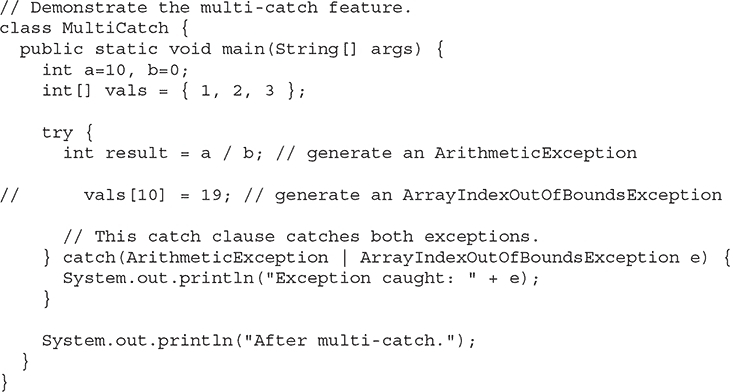 // Demonstrate the multi-catch feature.
class MultiCatch {
  public static void main(String[] args) {
    int a=10, b=0;
    int[] vals = { 1, 2, 3 };

    try {
      int result = a / b; // generate an ArithmeticException

//      vals[10] = 19; // generate an ArrayIndexOutOfBoundsException

      // This catch clause catches both exceptions.
    } catch(ArithmeticException | ArrayIndexOutOfBoundsException e) {
      System.out.println("Exception caught: " + e);
    }

    System.out.println("After multi-catch.");
  }
}